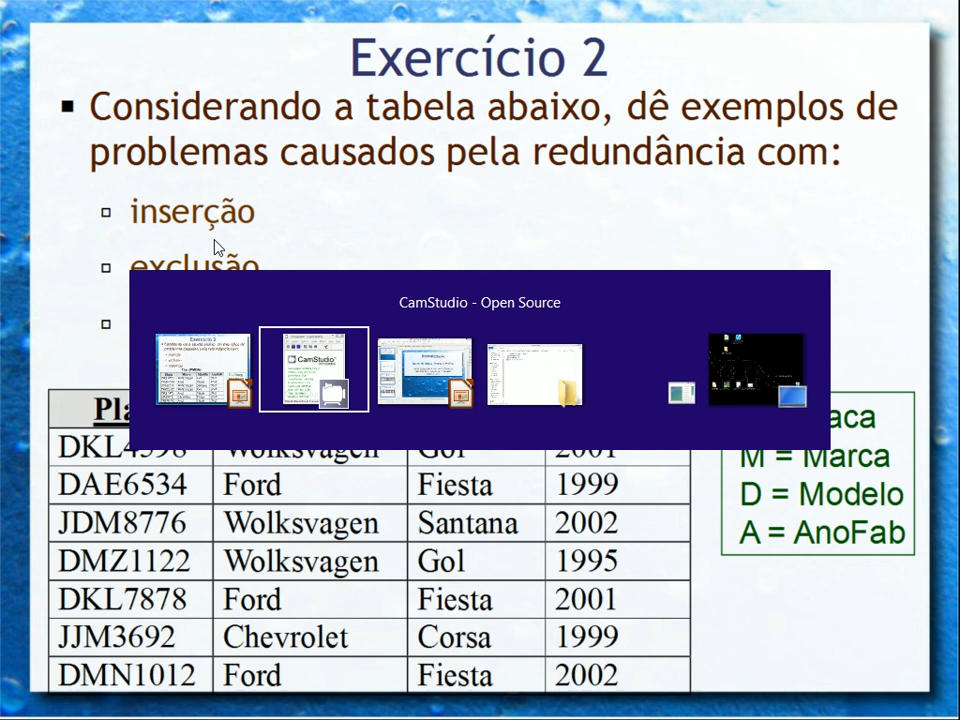 Exercício 2
Considerando a tabela abaixo, dê exemplos de
problemas causados pela redundância com:
inserção
exclusão
CamStudio - Open Source
CamStudio
Pla
aca
DKL4598 Wolksvagen Gol 2001
M = Marca
DAE6534 Ford Fiesta 1999
D = Modelo
JDM8776 Wolksvagen Santana 2002
A = AnoFab
DMZ1122 Wolksvagen Gol 1995
DKL7878 Ford Fiesta 2001
JJM3692 Chevrolet Corsa 1999
DMN1012 Ford Fiesta 2002